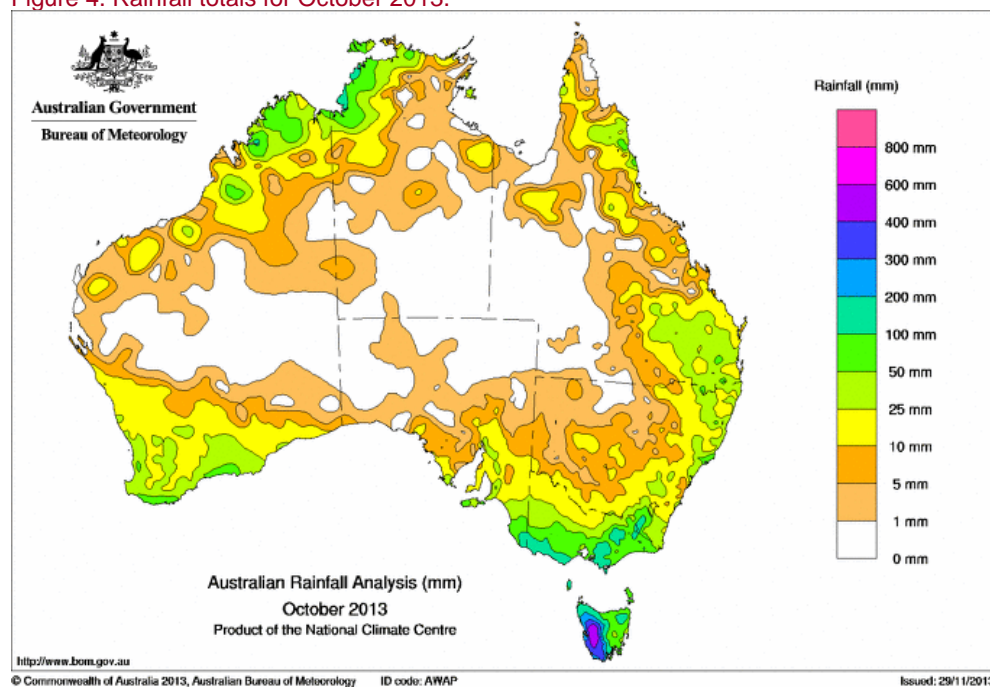 Figure 4. Rainfall totals for October 2013.
Australian Government
Bureau of Meteorology
Rainfall (mm)
800 mm
600 mm
400 mm
300 mm
200 mm
100 mm
50 mm
25 mm
10 mm
5 mm
1 mm
0 mm
Australian Rainfall Analysis (mm)
October 2013
Product of the National Climate Centre
http://www.bom.gov.au
© Commonwealth of Australia 2013, Australian Bureau of Meteorology ID code: AWAP Issued: 29/11/2013